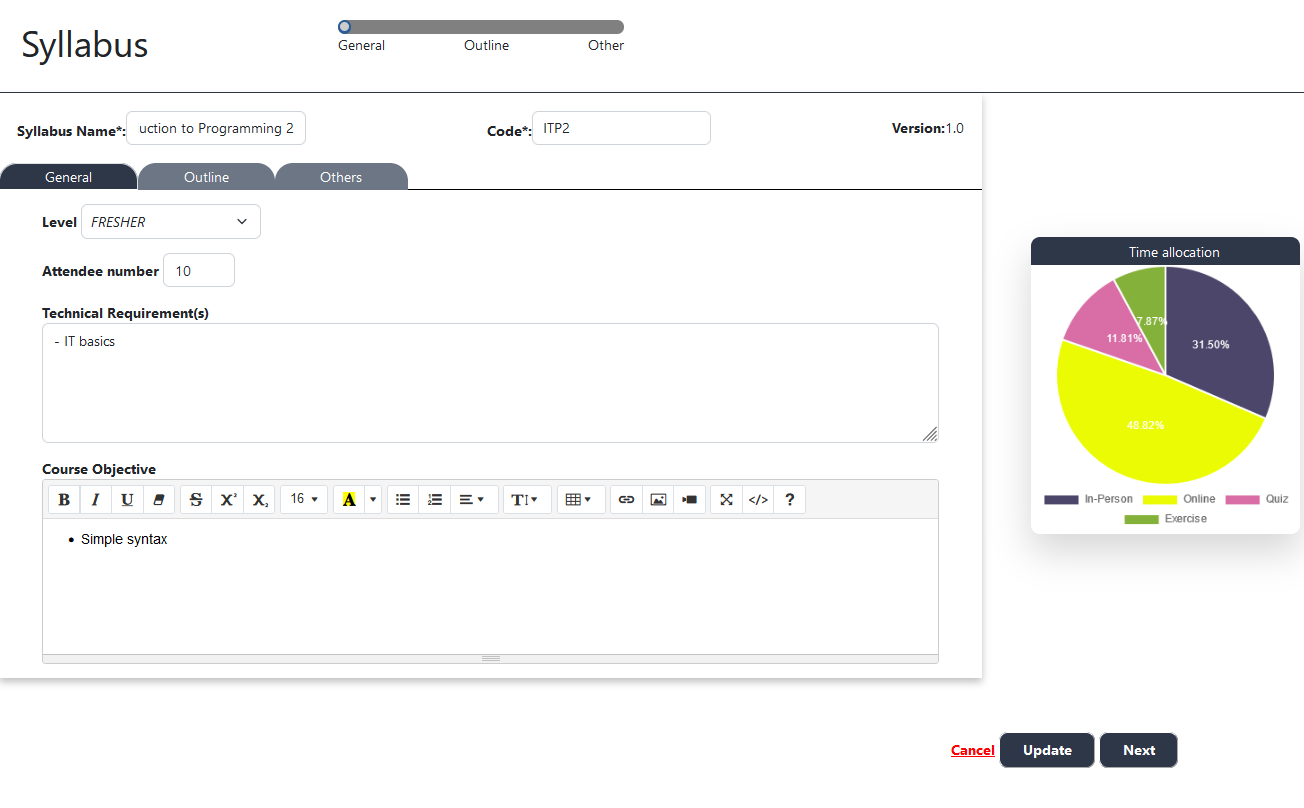 Syllabus
General Outline Other
Syllabus Name*: uction to Programming 2 Code*: ITP2 Version:1.0
General Outline Others
Level FRESHER
Attendee number 10
Technical Requirement(s)
- IT basics
Course Objective
B I U S X² X₂ 16 A TI </> ?
• Simple syntax
Time allocation
7.87%
11.81%
31.50%
48.82%
In-Person Online Quiz
Exercise
Cancel Update Next